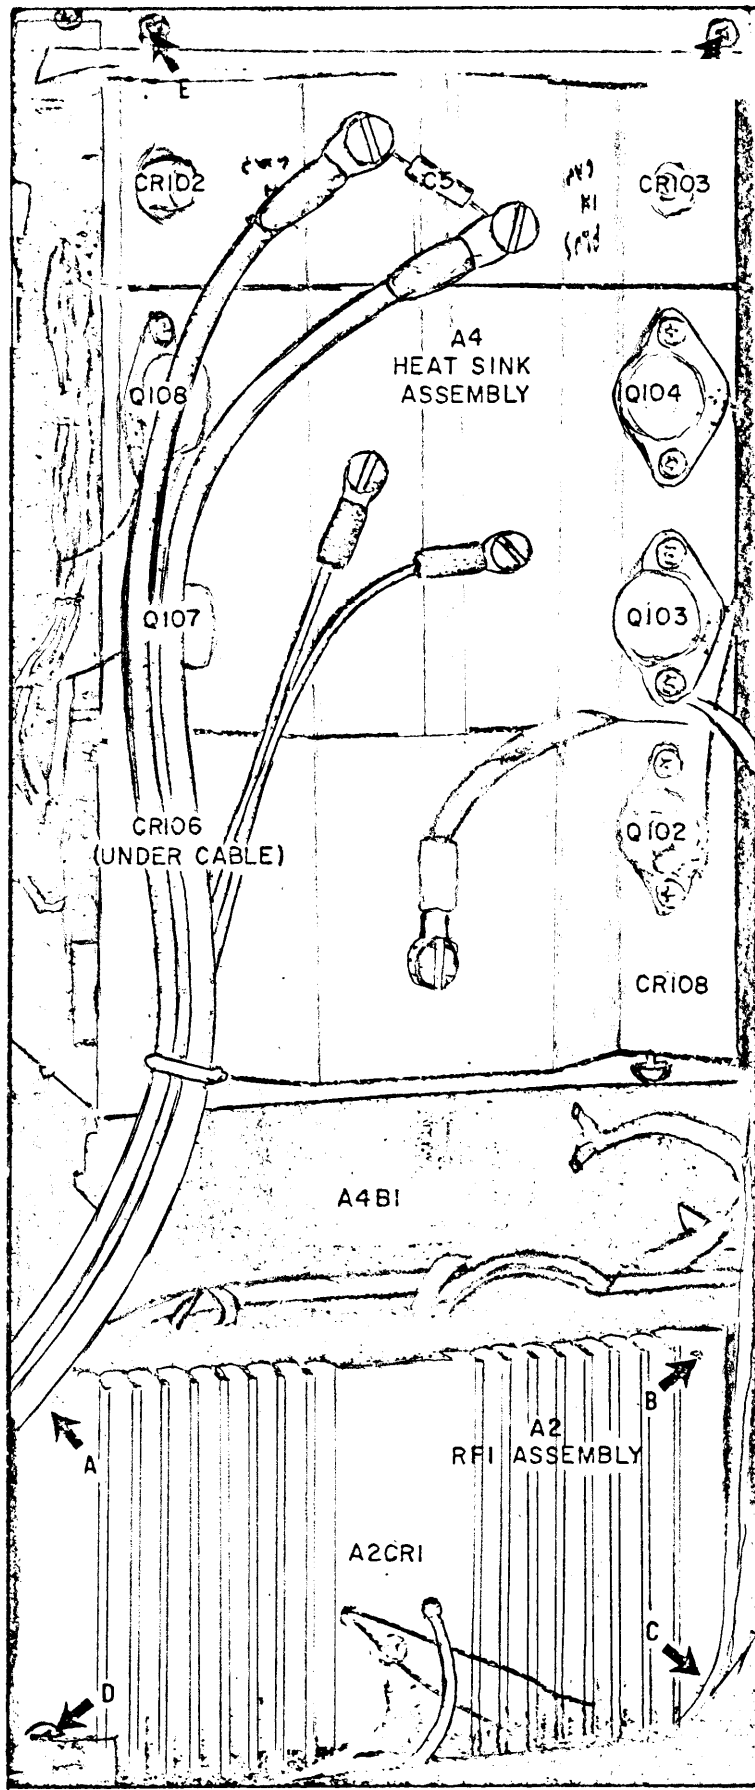 E
CR102
C5
CR103
A4
HEAT SINK
ASSEMBLY
Q108
Q104
Q107
Q103
CR106
(UNDER CABLE)
Q102
CR108
A4B1
B
A2
RFI ASSEMBLY
A
A2CR1
C
D